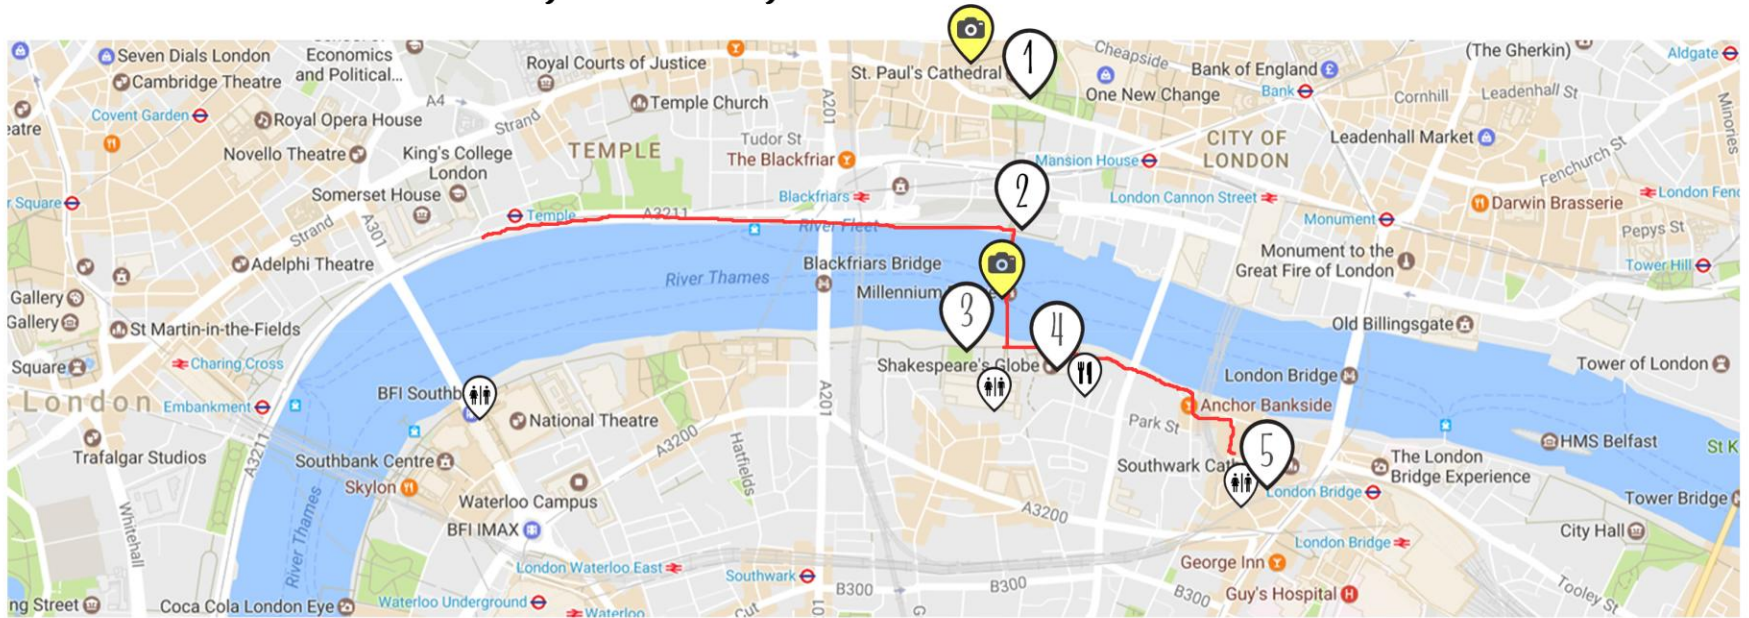 Seven Dials London
Economics
and Political...
Cambridge Theatre
Covent Garden
eatre
A4
Strand
Royal Opera House
Novello Theatre
King's College
London
Somerset House
r Square
Strand
A301
Adelphi Theatre
Gallery
Gallery
St Martin-in-the-Fields
Square
Charing Cross
London
Embankment
Trafalgar Studios
A3211
Whitehall
ng Street
Coca Cola London Eye
Royal Courts of Justice
Temple Church
TEMPLE
Temple
A3211
Tudor St
The Blackfriar
A201
Blackfriars
River Fleet
River Thames
River Thames
Blackfriars Bridge
Millennium
BFI Southb
National Theatre
Southbank Centre
Skylon
Waterloo Campus
BFI IMAX
A3200
Hatfields
A201
London Waterloo East
Waterloo Underground
Waterloo
Southwark
Cut
B300
B300
B300
St. Paul's Cathedral
1
Cheapside
One New Change
Bank of England
Bank
(The Gherkin)
Aldgate
Cornhill
Leadenhall St
Minories
CITY OF
LONDON
Leadenhall Market
Mansion House
Fenchurch St
2
London Cannon Street
Monument
Darwin Brasserie
London Fenc
Pepys St
Monument to the
Great Fire of London
Tower Hill
3
4
Shakespeare's Globe
Old Billingsgate
Tower of London
London Bridge
Anchor Bankside
Park St
Southwark Cat
5
London Bridge
The London
Bridge Experience
HMS Belfast
St K
Tower Bridge
City Hall
A3200
London Bridge
George Inn
Guy's Hospital
Tooley St